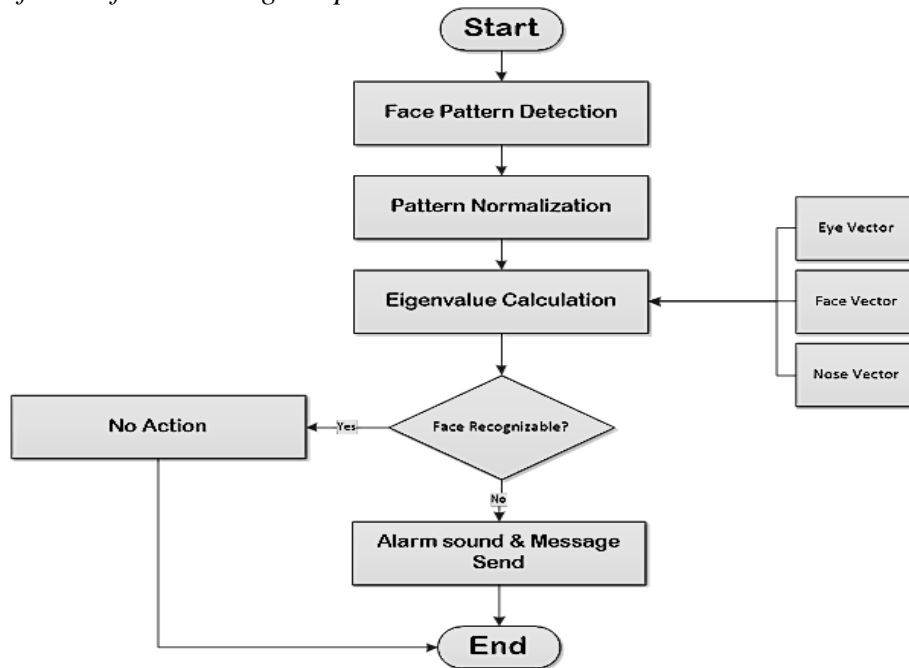 Start
Face Pattern Detection
Pattern Normalization
Eigenvalue Calculation
Eye Vector
Face Vector
Nose Vector
Face Recognizable?
Yes
No Action
No
Alarm sound & Message
Send
End